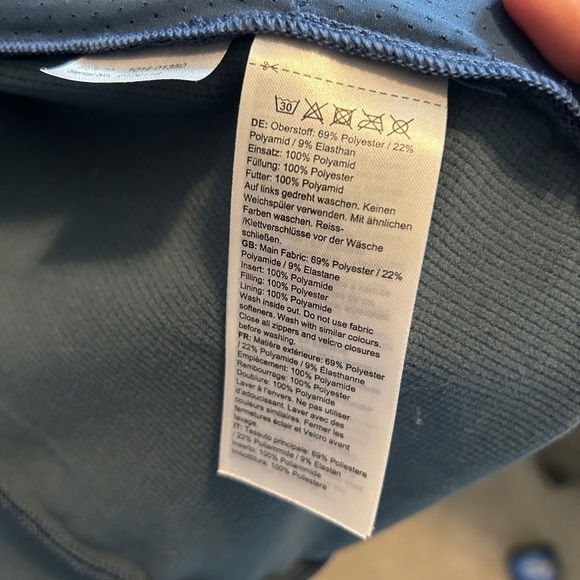 1014-01350
30
DE: Oberstoff: 69% Polyester / 22%
Polyamid / 9% Elasthan
Einsatz: 100% Polyamid
Füllung: 100% Polyester
Futter: 100% Polyamid
Auf links gedreht waschen. Keinen
Weichspüler verwenden. Mit ähnlichen
Farben waschen. Reiss-
/Klettverschlüsse vor der Wäsche
schließen.
GB: Main Fabric: 69% Polyester / 22%
Polyamide / 9% Elastane
Insert: 100% Polyamide
Filling: 100% Polyester
Lining: 100% Polyamide
Wash inside out. Do not use fabric
softeners. Wash with similar colours.
Close all zippers and velcro closures
before washing.
FR: Matière extérieure: 69% Polyester
/ 22% Polyamide / 9% Élasthanne
Empiècement: 100% Polyamide
Rembourrage: 100% Polyester
Doublure: 100% Polyamide
Laver à l'envers. Ne pas utiliser
d'adoucissant. Laver avec des
couleurs similaires. Fermer les
fermetures éclair et Velcro avant
lavage.
IT: Tessuto principale: 69% Poliestere
/ 22% Poliammide / 9% Elastan
Inserto: 100% Poliammide
Imbottitura: 100% Poliestere